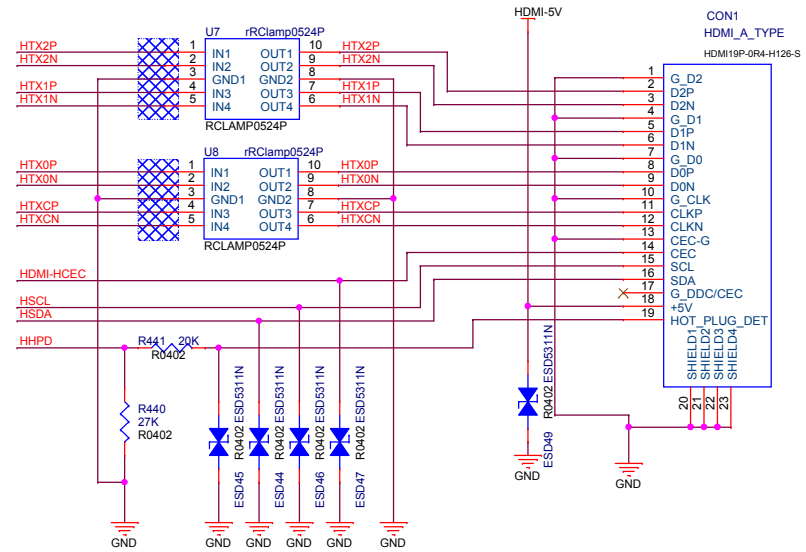 HDMI-5V
CON1
HDMI_A_TYPE
HDMI19P-0R4-H126-S
U7 rRClamp0524P
HTX2P 1 IN1 OUT1 10 HTX2P
HTX2N 2 IN2 OUT2 9 HTX2N
3 GND1 GND2 8
HTX1P 4 IN3 OUT3 7 HTX1P
HTX1N 5 IN4 OUT4 6 HTX1N
RCLAMP0524P
U8 rRClamp0524P
HTX0P 1 IN1 OUT1 10 HTX0P
HTX0N 2 IN2 OUT2 9 HTX0N
3 GND1 GND2 8
HTXCP 4 IN3 OUT3 7 HTXCP
HTXCN 5 IN4 OUT4 6 HTXCN
RCLAMP0524P
1 G_D2
2 D2P
3 D2N
4 G_D1
5 D1P
6 D1N
7 G_D0
8 D0P
9 D0N
10 G_CLK
11 CLKP
12 CLKN
13 CEC-G
14 CEC
15 SCL
16 SDA
17 G_DDC/CEC
18 +5V
19 HOT_PLUG_DET
SHIELD1
SHIELD2
SHIELD3
SHIELD4
20
21
22
23
HDMI-HCEC
HSCL
HSDA
HHPD
R441 20K
R0402
R440
27K
R0402
ESD45 R0402 ESD5311N
ESD44 R0402 ESD5311N
ESD46 R0402 ESD5311N
ESD47 R0402 ESD5311N
ESD49 R0402 ESD5311N
GND
GND
GND
GND
GND
GND
GND
GND